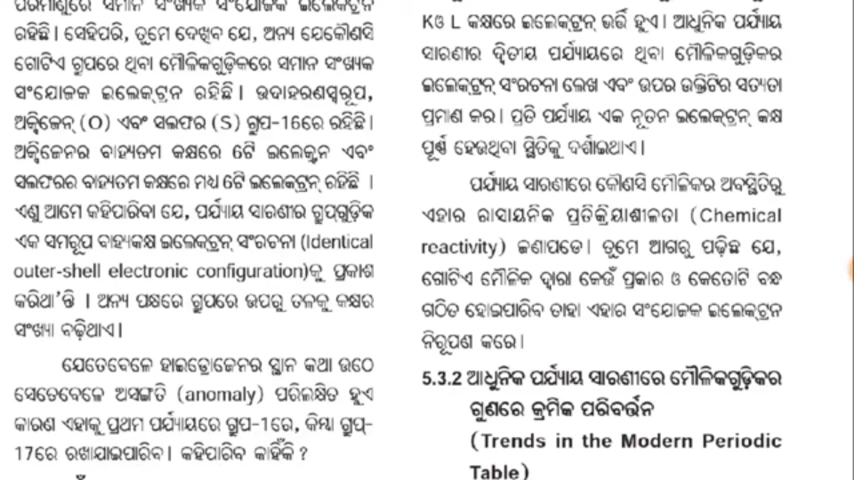 ପରମାଣୁରେ ସମାନ ସଂଖ୍ୟକ ସଂଯୋଜକ ଇଲେକ୍‌ଟ୍ରନ
ରହିଛି। ସେହିପରି, ତୁମେ ଦେଖିବ ଯେ, ଅନ୍ୟ ଯେକୌଣସି
ଗୋଟିଏ ଗ୍ରୁପରେ ଥିବା ମୌଳିକଗୁଡ଼ିକରେ ସମାନ ସଂଖ୍ୟକ
ସଂଯୋଜକ ଇଲେକ୍‌ଟ୍ରନ ରହିଛି। ଉଦାହରଣସ୍ୱରୂପ,
ଅକ୍ସିଜେନ୍ (O) ଏବଂ ସଲଫର (S) ଗ୍ରୁପ-16ରେ ରହିଛି।
ଅକ୍ସିଜେନର ବାହ୍ୟତମ କକ୍ଷରେ 6ଟି ଇଲେକ୍ଟ୍ରନ ଏବଂ
ସଲଫରର ବାହ୍ୟତମ କକ୍ଷରେ ମଧ୍ୟ 6ଟି ଇଲେକ୍‌ଟ୍ରନ୍ ରହିଛି ।
ଏଣୁ ଆମେ କହିପାରିବା ଯେ, ପର୍ଯ୍ୟାୟ ସାରଣୀର ଗ୍ରୁପ୍‌ଗୁଡ଼ିକ
ଏକ ସମରୂପ ବାହ୍ୟକକ୍ଷ ଇଲେକ୍‌ଟ୍ରନ୍ ସଂରଚନା (Identical
outer-shell electronic configuration)କୁ ପ୍ରକାଶ
କରିଥା'ନ୍ତି । ଅନ୍ୟ ପକ୍ଷରେ ଗ୍ରୁପରେ ଉପରୁ ତଳକୁ କକ୍ଷର
ସଂଖ୍ୟା ବଢ଼ିଥାଏ।
ଯେତେବେଳେ ହାଇଡ୍ରୋଜେନର ସ୍ଥାନ କଥା ଉଠେ
ସେତେବେଳେ ଅସଙ୍ଗତି (anomaly) ପରିଲକ୍ଷିତ ହୁଏ
କାରଣ ଏହାକୁ ପ୍ରଥମ ପର୍ଯ୍ୟାୟରେ ଗ୍ରୁପ-1ରେ, କିମ୍ବା ଗ୍ରୁପ୍-
17ରେ ରଖାଯାଇପାରିବ। କହିପାରିବ କାହିଁକି ?
K ଓ L କକ୍ଷରେ ଇଲେକ୍‌ଟ୍ରନ୍ ଭର୍ତ୍ତି ହୁଏ। ଆଧୁନିକ ପର୍ଯ୍ୟାୟ
ସାରଣୀର ଦ୍ୱିତୀୟ ପର୍ଯ୍ୟାୟରେ ଥିବା ମୌଳିକଗୁଡ଼ିକର
ଇଲେକ୍‌ଟ୍ରନ୍ ସଂରଚନା ଲେଖ ଏବଂ ଉପର ଉକ୍ତିଟିର ସତ୍ୟତା
ପ୍ରମାଣ କର। ପ୍ରତି ପର୍ଯ୍ୟାୟ ଏକ ନୂତନ ଇଲେକ୍‌ଟ୍ରନ୍ କକ୍ଷ
ପୂର୍ଣ୍ଣ ହେଉଥିବା ସ୍ଥିତିକୁ ଦର୍ଶାଇଥାଏ।
ପର୍ଯ୍ୟାୟ ସାରଣୀରେ କୌଣସି ମୌଳିକର ଅବସ୍ଥିତିରୁ
ଏହାର ରାସାୟନିକ ପ୍ରତିକ୍ରିୟାଶୀଳତା (Chemical
reactivity) ଜଣାପଡେ। ତୁମେ ଆଗରୁ ପଢ଼ିଛ ଯେ,
ଗୋଟିଏ ମୌଳିକ ଦ୍ୱାରା କେଉଁ ପ୍ରକାର ଓ କେତୋଟି ବନ୍ଧ
ଗଠିତ ହୋଇପାରିବ ତାହା ଏହାର ସଂଯୋଜକ ଇଲେକ୍‌ଟ୍ରନ
ନିରୂପଣ କରେ।
5.3.2 ଆଧୁନିକ ପର୍ଯ୍ୟାୟ ସାରଣୀରେ ମୌଳିକଗୁଡ଼ିକର
ଗୁଣରେ କ୍ରମିକ ପରିବର୍ତ୍ତନ
(Trends in the Modern Periodic
Table)